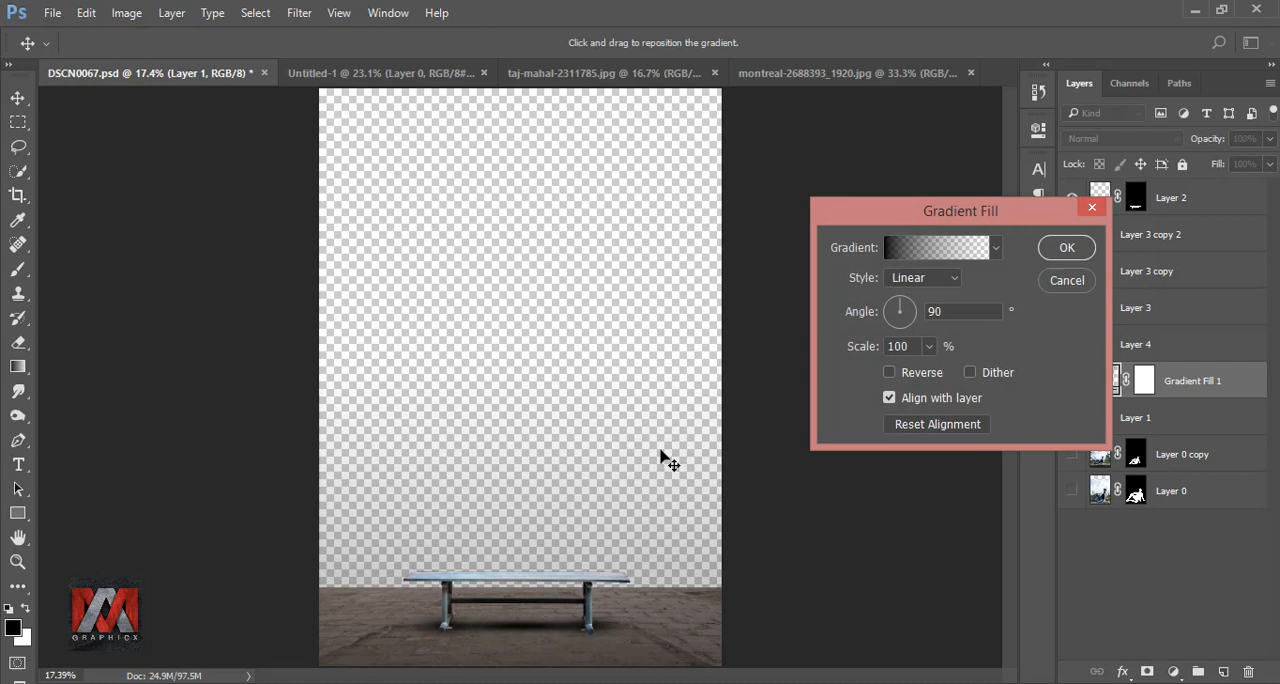 Ps File Edit Image Layer Type Select Filter View Window Help
Click and drag to reposition the gradient.
DSCN0067.psd @ 17.4% (Layer 1, RGB/8) * × Untitled-1 @ 23.1% (Layer 0, RGB/8#... × taj-mahal-2311785.jpg @ 16.7% (RGB/... × montreal-2688393_1920.jpg @ 33.3% (RGB/... ×
Layers Channels Paths
Kind
Normal Opacity: 100%
Lock: Fill: 100%
Layer 2
Layer 3 copy 2
Layer 3 copy
Layer 3
Layer 4
Gradient Fill 1
Layer 1
Layer 0 copy
Layer 0
Gradient Fill
Gradient: OK
Style: Linear Cancel
Angle: 90 °
Scale: 100 %
Reverse Dither
Align with layer
Reset Alignment
GRAPHICX
17.39% Doc: 24.9M/97.5M